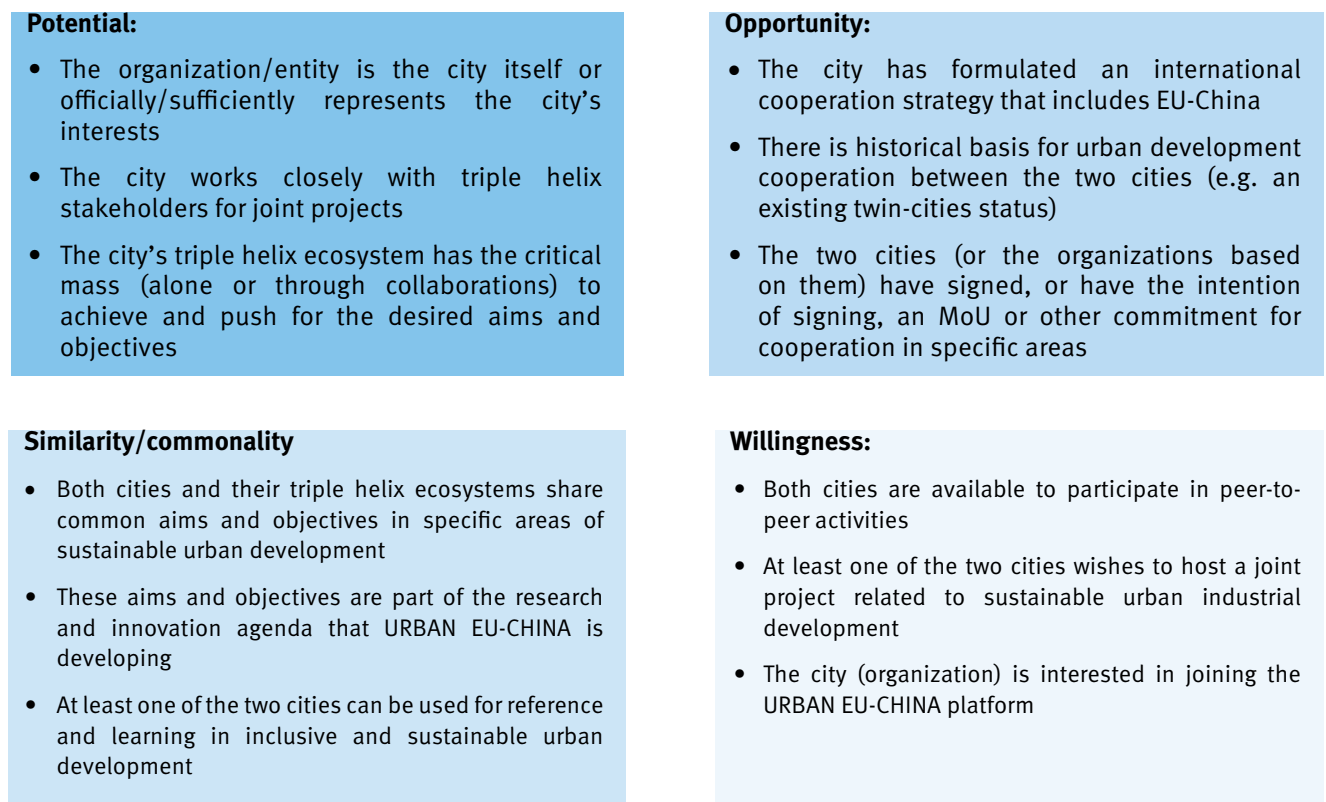 Potential:
• The organization/entity is the city itself or
officially/sufficiently represents the city's
interests
• The city works closely with triple helix
stakeholders for joint projects
• The city's triple helix ecosystem has the critical
mass (alone or through collaborations) to
achieve and push for the desired aims and
objectives
Opportunity:
• The city has formulated an international
cooperation strategy that includes EU-China
• There is historical basis for urban development
cooperation between the two cities (e.g. an
existing twin-cities status)
• The two cities (or the organizations based
on them) have signed, or have the intention
of signing, an MoU or other commitment for
cooperation in specific areas
Similarity/commonality
• Both cities and their triple helix ecosystems share
common aims and objectives in specific areas of
sustainable urban development
• These aims and objectives are part of the research
and innovation agenda that URBAN EU-CHINA is
developing
• At least one of the two cities can be used for reference
and learning in inclusive and sustainable urban
development
Willingness:
• Both cities are available to participate in peer-to-
peer activities
• At least one of the two cities wishes to host a joint
project related to sustainable urban industrial
development
• The city (organization) is interested in joining the
URBAN EU-CHINA platform